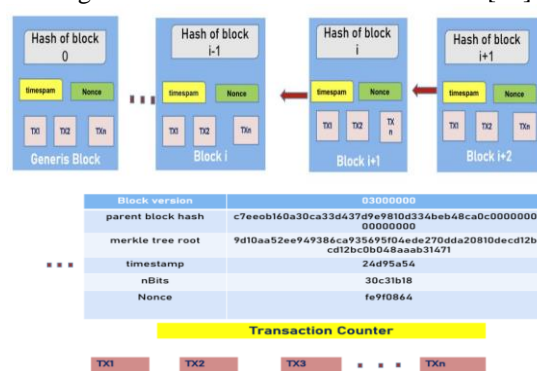 Hash of block
0
timespam
Nonce
TX1
TX2
TXn
Generis Block
Hash of block
i-1
timespam
Nonce
TX1
TX2
TXn
Block i
Hash of block
i
timespam
Nonce
TX1
TX2
TX
n
Block i+1
Hash of block
i+1
timespam
Nonce
TX1
TX2
TXn
Block i+2
Block version 03000000
parent block hash c7eeob160a30ca33d437d9e9810d334beb48ca0c0000000
00000000
merkle tree root 9d10aa52ee949386ca935695f04ede270dda20810decd12b
cd12bc0b048aaab31471
timestamp 24d95a54
nBits 30c31b18
Nonce fe9f0864
Transaction Counter
TX1
TX2
TX3
TXn